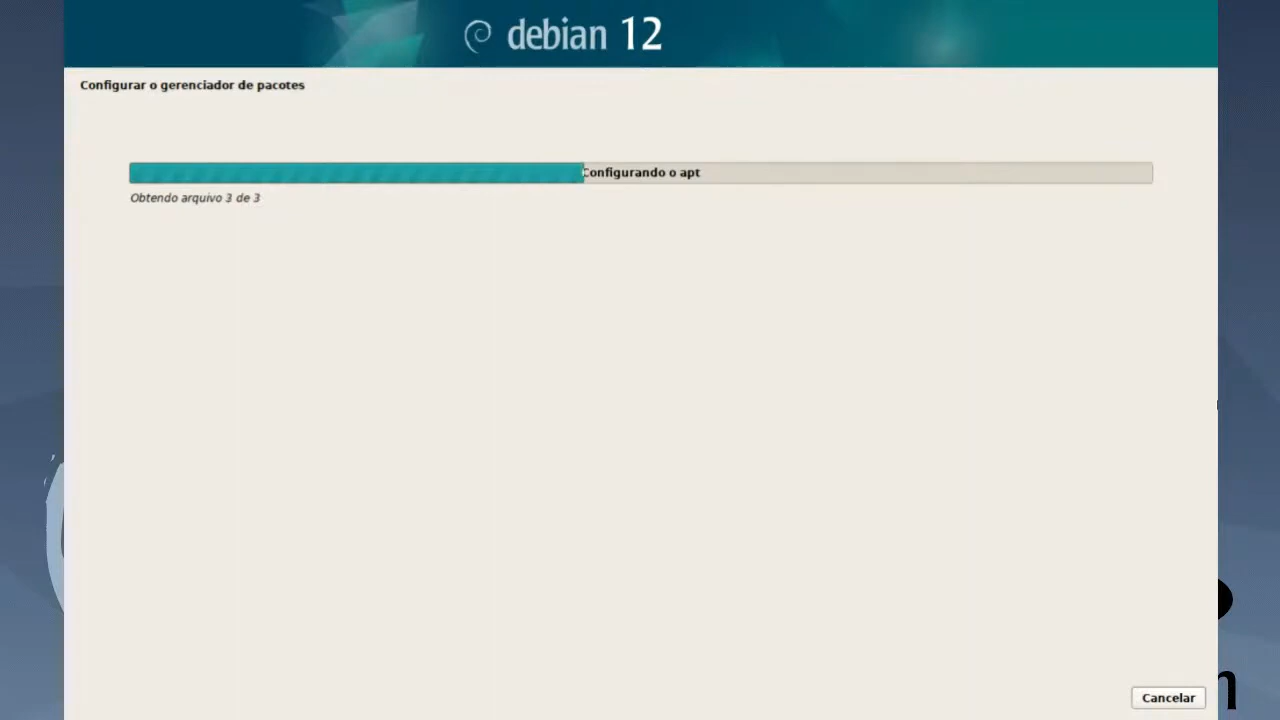 debian 12
Configurar o gerenciador de pacotes
Configurando o apt
Obtendo arquivo 3 de 3
Cancelar